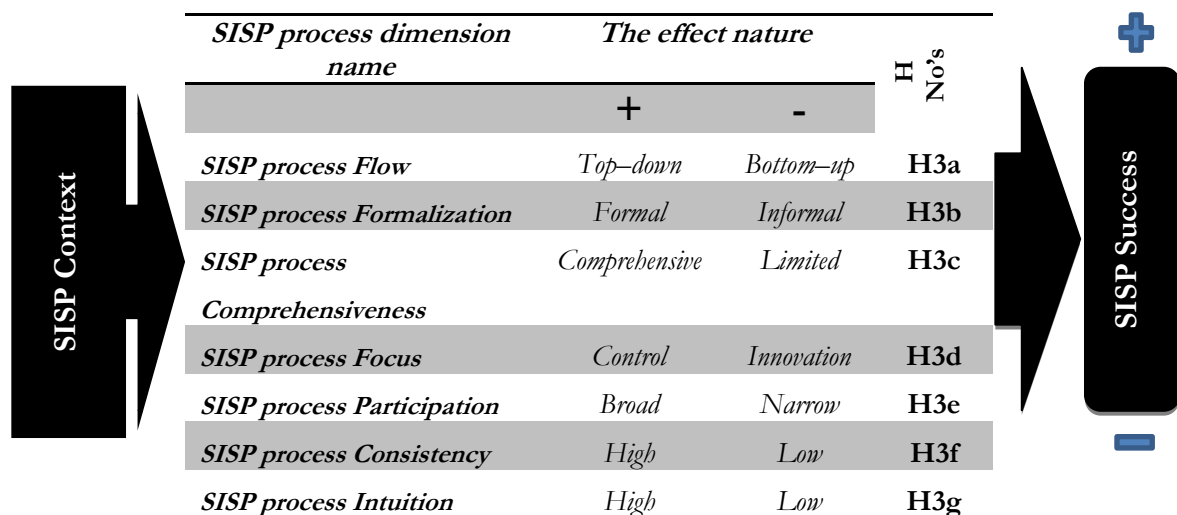 SISP Context
SISP process dimension The effect nature H
name No's
+ -
SISP process Flow Top–down Bottom–up H3a
SISP process Formalization Formal Informal H3b
SISP process Comprehensive Limited H3c
Comprehensiveness
SISP process Focus Control Innovation H3d
SISP process Participation Broad Narrow H3e
SISP process Consistency High Low H3f
SISP process Intuition High Low H3g
SISP Success